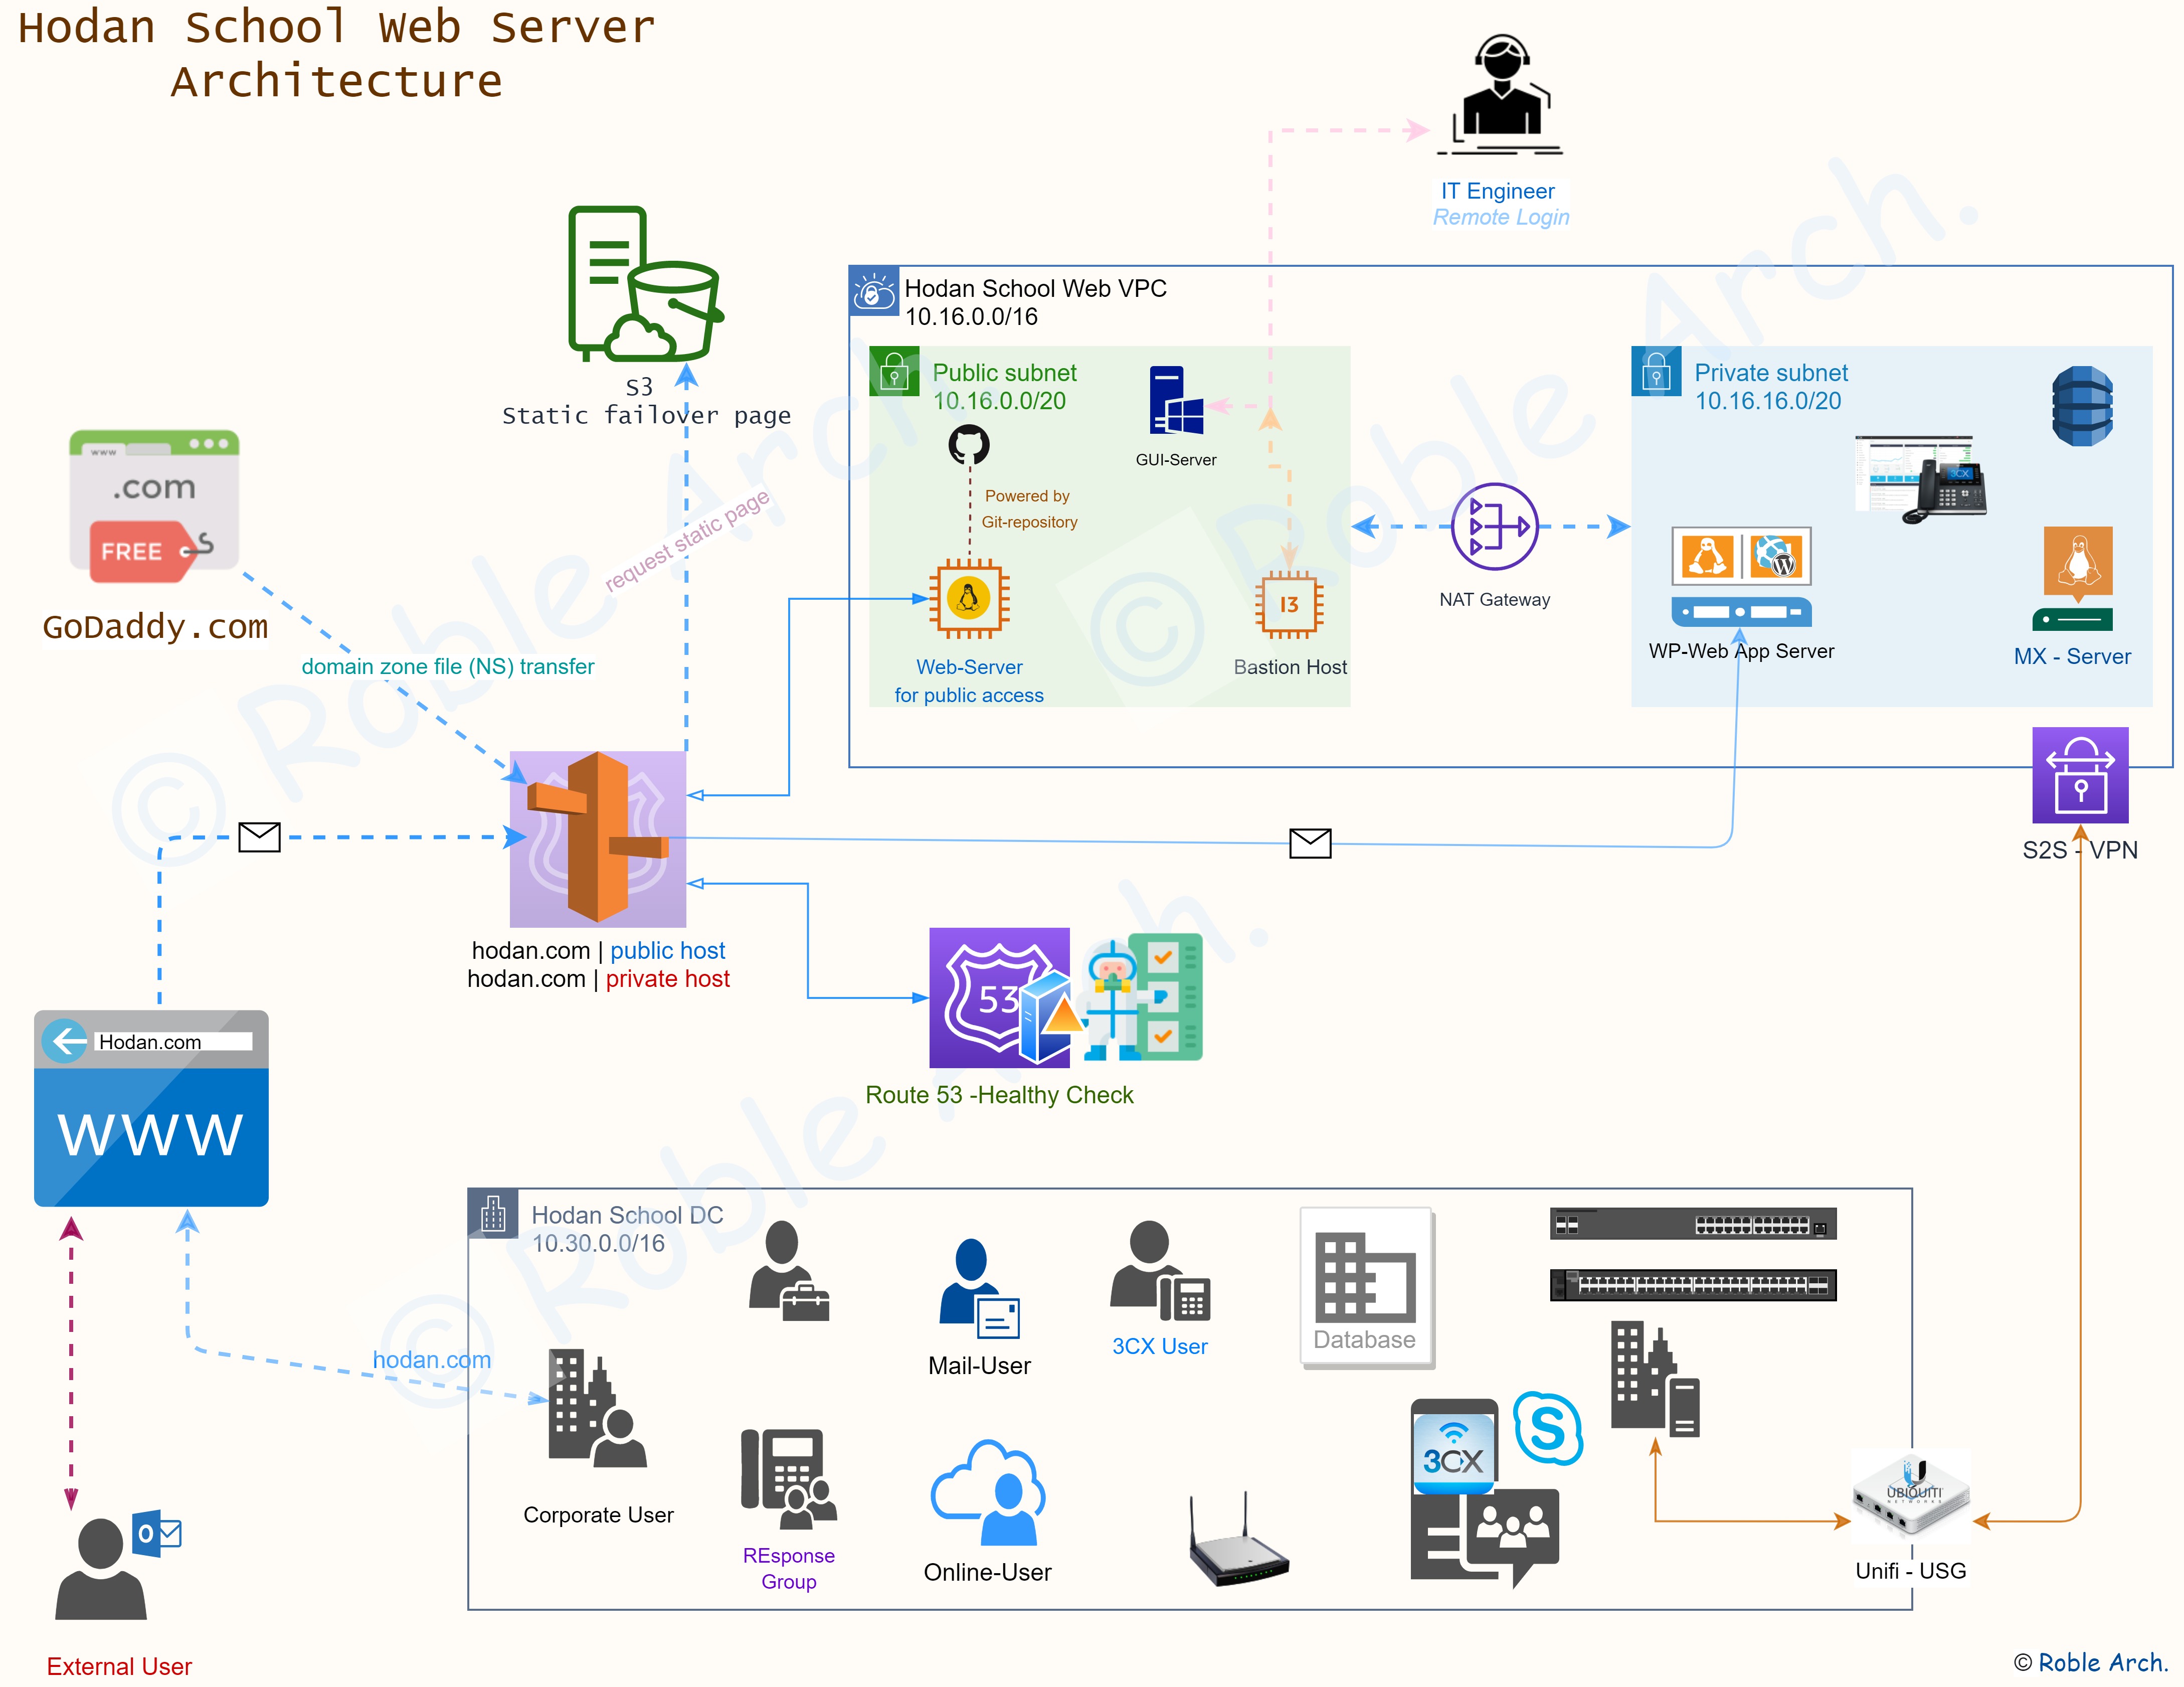 Hodan School Web Server
Architecture
IT Engineer
Remote Login
S3
Static failover page
Hodan School Web VPC
10.16.0.0/16
Public subnet
10.16.0.0/20
GUI-Server
Powered by
Git-repository
Web-Server
for public access
I3
Bastion Host
NAT Gateway
Private subnet
10.16.16.0/20
3CX
WP-Web App Server
MX - Server
S2S - VPN
www
.com
FREE
GoDaddy.com
domain zone file (NS) transfer
request static page
hodan.com | public host
hodan.com | private host
53
Route 53 -Healthy Check
Hodan.com
WWW
hodan.com
Hodan School DC
10.30.0.0/16
Mail-User
3CX User
Database
Corporate User
REsponse
Group
Online-User
3CX
S
UBIQUITI
NETWORKS
Unifi - USG
O
External User
© Roble Arch.
© Roble Arch.
© Roble Arch.
© Roble Arch.